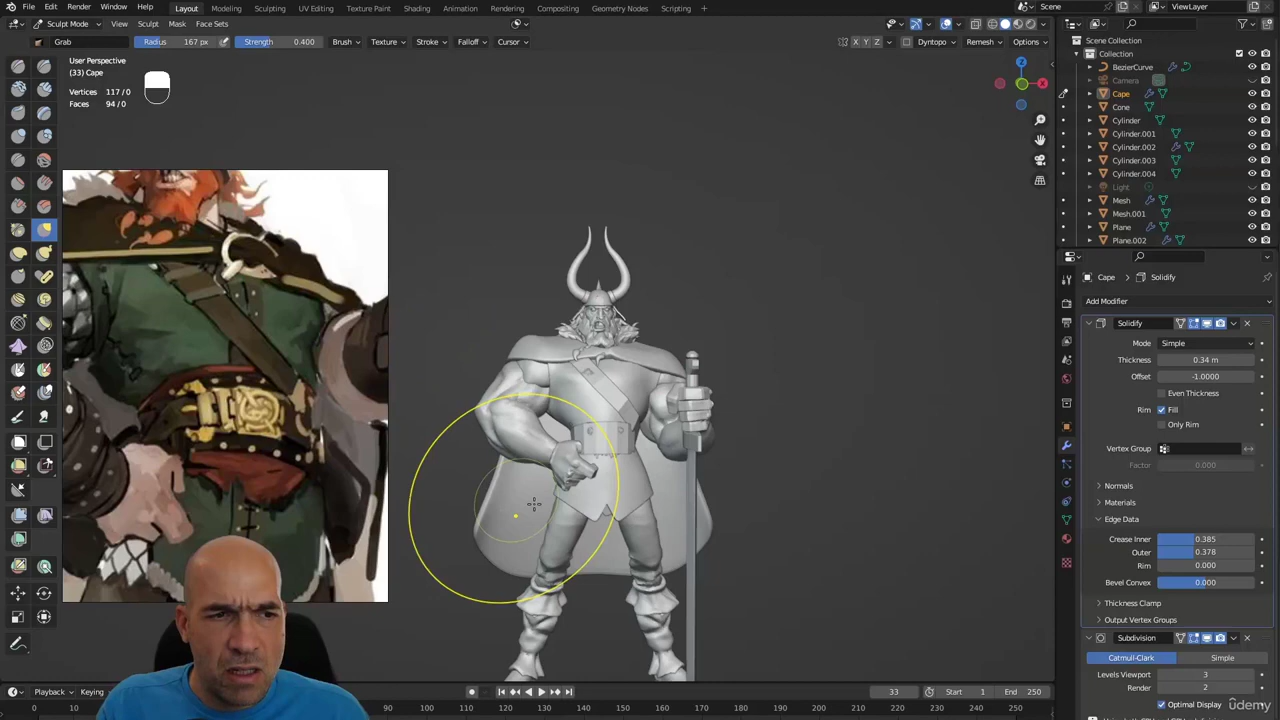 File Edit Render Window Help
Layout Modeling Sculpting UV Editing Texture Paint Shading Animation Rendering Compositing Geometry Nodes Scripting
Scene
ViewLayer
Sculpt Mode View Sculpt Mask Face Sets
Grab Radius 167 px Strength 0.400 Brush Texture Stroke Falloff Cursor
X Y Z Dyntopo Remesh Options
User Perspective
(33) Cape
Vertices 117/0
Faces 94 / 0
Z
X
Scene Collection
Collection
BezierCurve
Camera
Cape
Cone
Cylinder
Cylinder.001
Cylinder.002
Cylinder.003
Cylinder.004
Light
Mesh
Mesh.001
Plane
Plane.002
Cape > Solidify
Add Modifier
Solidify
Mode Simple
Thickness 0.34 m
Offset -1.0000
Even Thickness
Rim Fill
Only Rim
Vertex Group
Factor 0.000
Normals
Materials
Edge Data
Crease Inner 0.385
Outer 0.378
Rim 0.000
Bevel Convex 0.000
Thickness Clamp
Output Vertex Groups
Subdivision
Catmull-Clark Simple
Levels Viewport 3
Render 2
Optimal Display
Playback Keying
33 Start 1 End 250
0 10 20 30 40 50 60 70 80 90 100 110 120 130 140 150 160 170 180 190 200 210 220 230 240 250
ûdemy